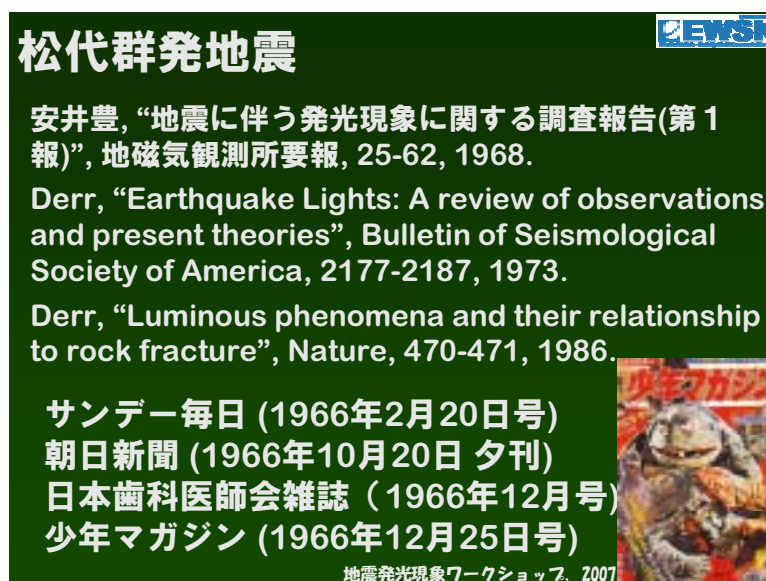 松代群発地震
安井豊, “地震に伴う発光現象に関する調査報告(第１
報)”, 地磁気観測所要報, 25-62, 1968.
Derr, “Earthquake Lights: A review of observations
and present theories”, Bulletin of Seismological
Society of America, 2177-2187, 1973.
Derr, “Luminous phenomena and their relationship
to rock fracture”, Nature, 470-471, 1986.
サンデー毎日 (1966年2月20日号)
朝日新聞 (1966年10月20日 夕刊)
日本歯科医師会雑誌（1966年12月号)
少年マガジン (1966年12月25日号)
少年マガジ
地震発光現象ワークショップ, 2007